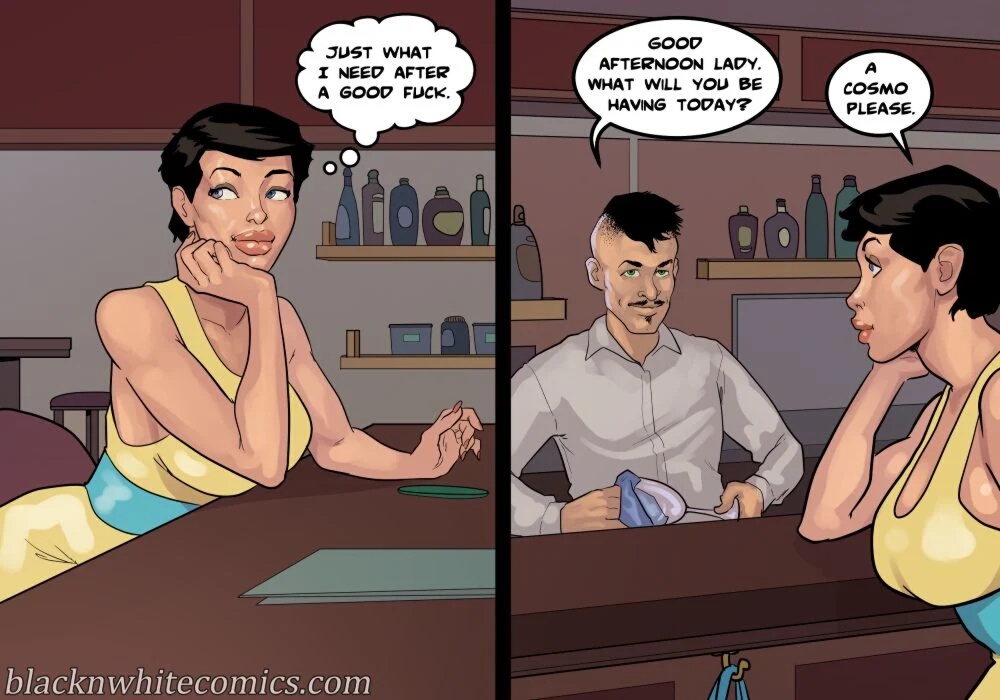 JUST WHAT
I NEED AFTER
A GOOD FUCK.
GOOD
AFTERNOON LADY.
WHAT WILL YOU BE
HAVING TODAY?
A
COSMO
PLEASE.
blacknwhitecomics.com